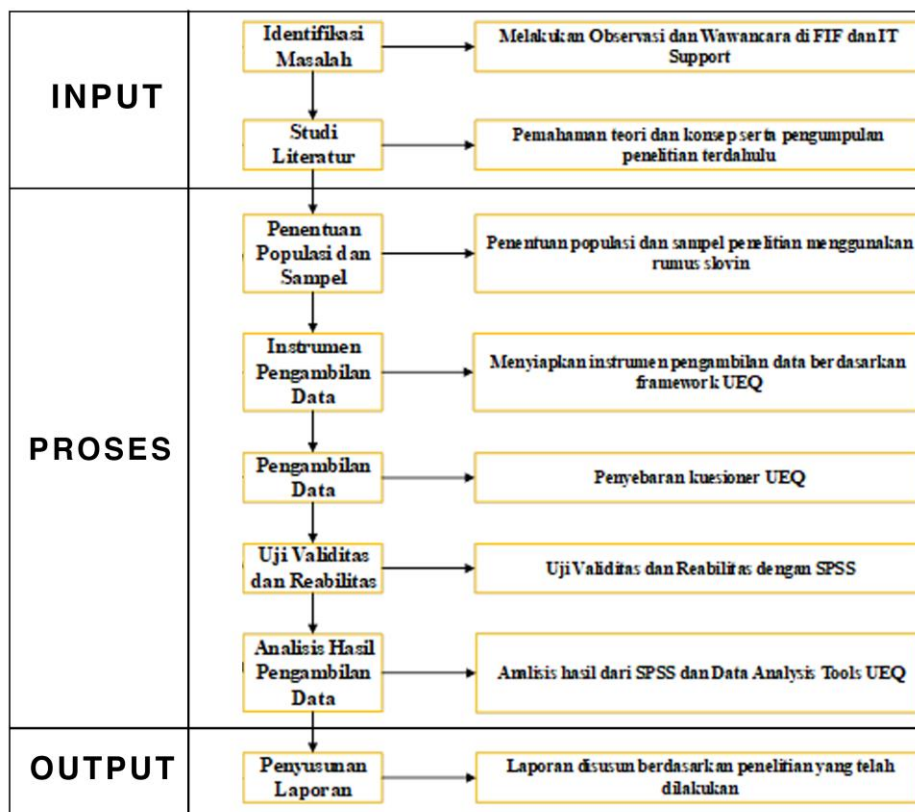 INPUT
Identifikasi
Masalah
Melakukan Observasi dan Wawancara di FIF dan IT
Support
Studi
Literatur
Pemahaman teori dan konsep serta pengumpulan
penelitian terdahulu
PROSES
Penentuan
Populasi dan
Sampel
Penentuan populasi dan sampel penelitian menggunakan
rumus slovin
Instrumen
Pengambilan
Data
Menyiapkan instrumen pengambilan data berdasarkan
framework UEQ
Pengambilan
Data
Penyebaran kuesioner UEQ
Uji Validitas
dan Reabilitas
Uji Validitas dan Reabilitas dengan SPSS
Analisis Hasil
Pengambilan
Data
Analisis hasil dari SPSS dan Data Analysis Tools UEQ
OUTPUT
Penyusunan
Laporan
Laporan disusun berdasarkan penelitian yang telah
dilakukan